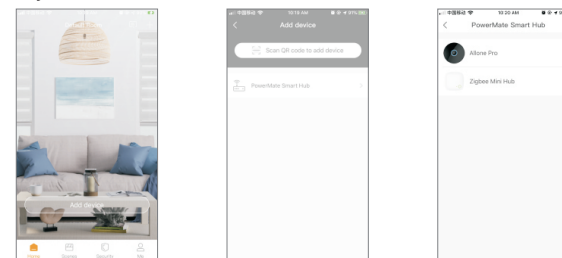 Add device
Home
Scenes
Security
Me
中国移动
10:19 AM
Add device
Scan QR code to add device
PowerMate Smart Hub
中国移动
10:20 AM
PowerMate Smart Hub
Allone Pro
Zigbee Mini Hub